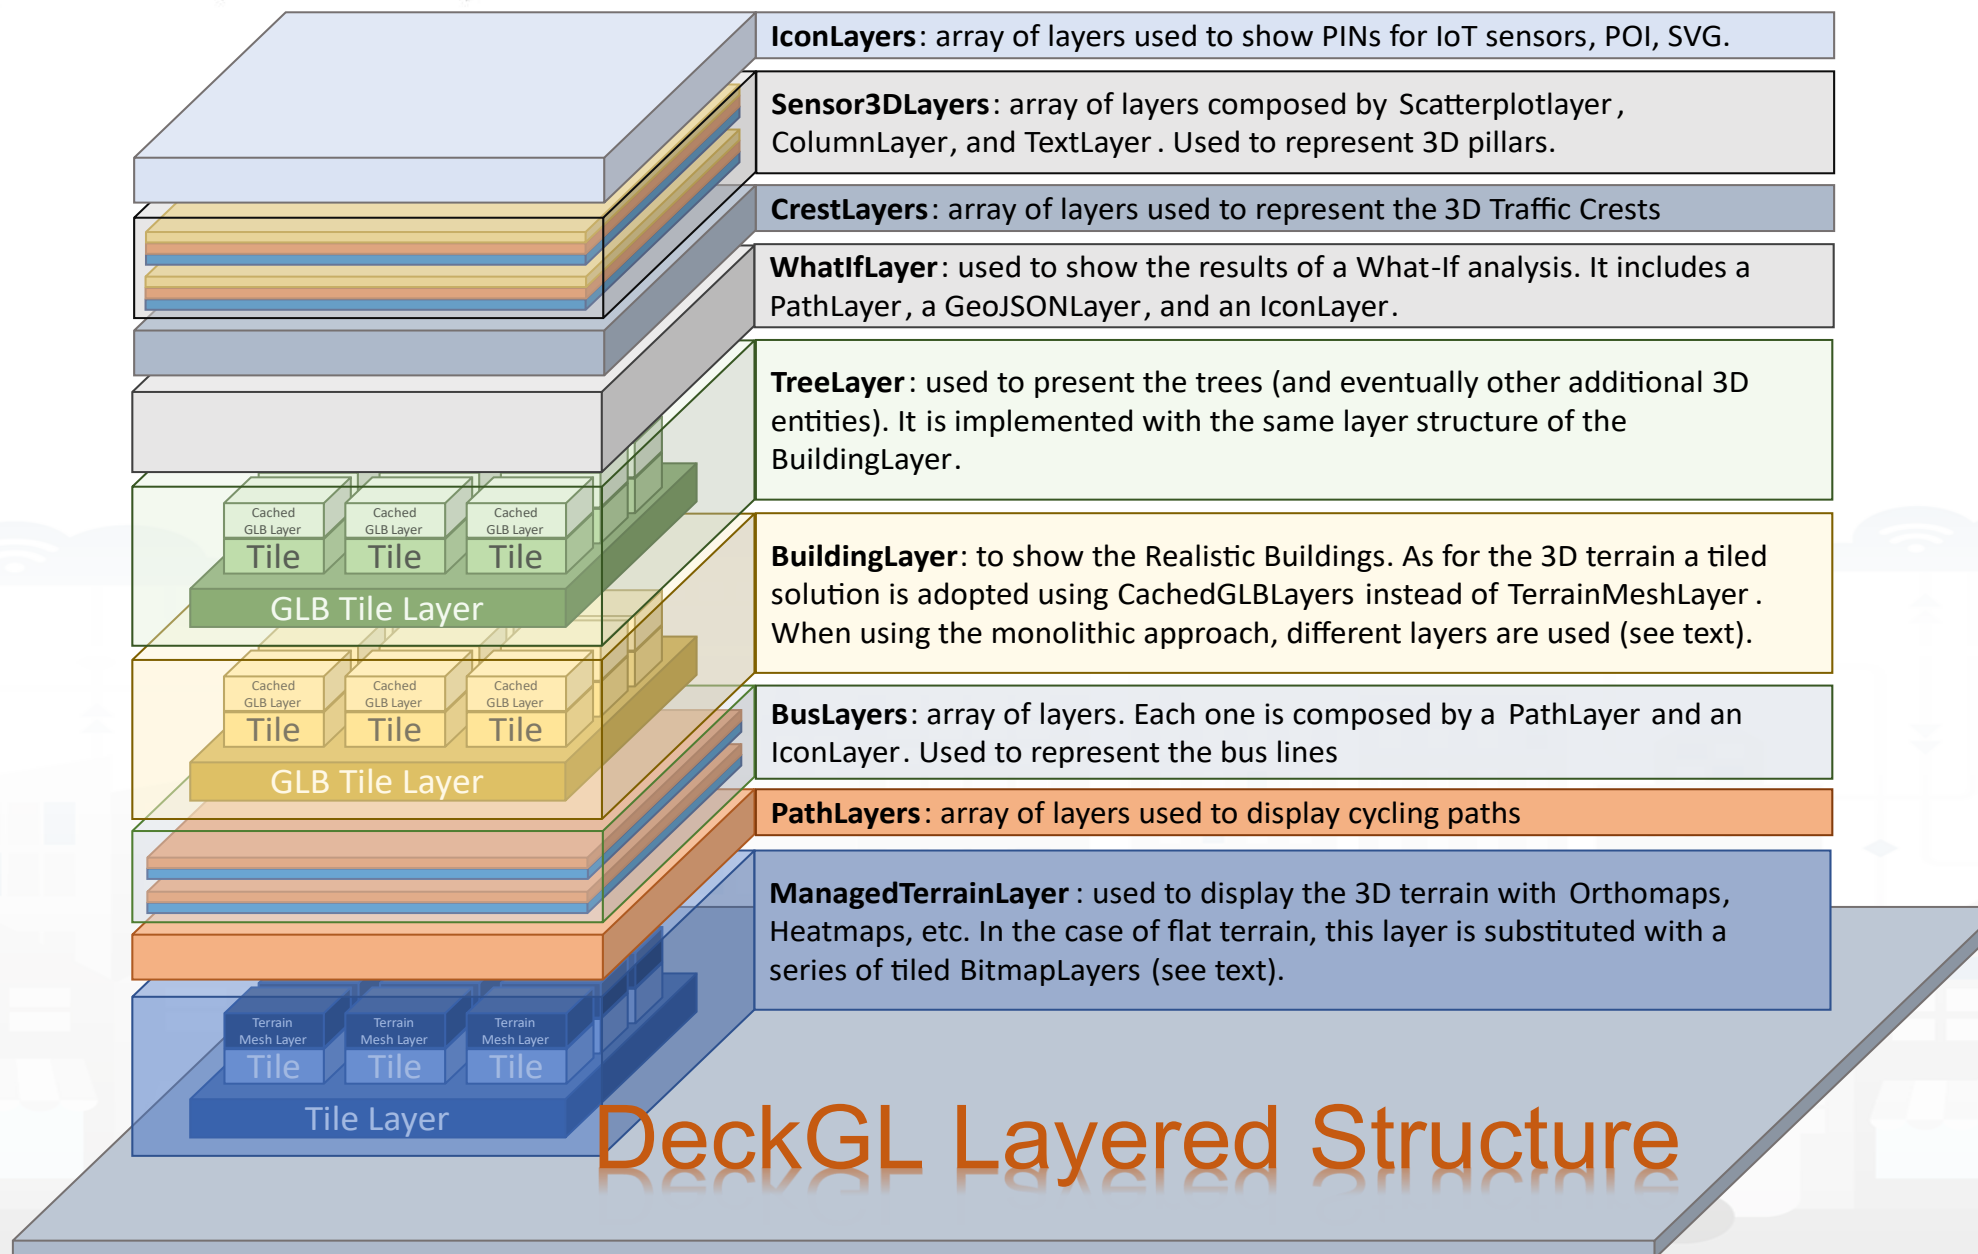 IconLayers: array of layers used to show PINs for IoT sensors, POI, SVG.
Sensor3DLayers: array of layers composed by Scatterplotlayer,
ColumnLayer, and TextLayer. Used to represent 3D pillars.
CrestLayers: array of layers used to represent the 3D Traffic Crests
WhatIfLayer: used to show the results of a What-If analysis. It includes a
PathLayer, a GeoJSONLayer, and an IconLayer.
TreeLayer: used to present the trees (and eventually other additional 3D
entities). It is implemented with the same layer structure of the
BuildingLayer.
Cached
GLB Layer
Tile
Cached
GLB Layer
Tile
Cached
GLB Layer
Tile
GLB Tile Layer
BuildingLayer: to show the Realistic Buildings. As for the 3D terrain a tiled
solution is adopted using CachedGLBLayers instead of TerrainMeshLayer.
When using the monolithic approach, different layers are used (see text).
Cached
GLB Layer
Tile
Cached
GLB Layer
Tile
Cached
GLB Layer
Tile
GLB Tile Layer
BusLayers: array of layers. Each one is composed by a PathLayer and an
IconLayer. Used to represent the bus lines
PathLayers: array of layers used to display cycling paths
ManagedTerrainLayer: used to display the 3D terrain with Orthomaps,
Heatmaps, etc. In the case of flat terrain, this layer is substituted with a
series of tiled BitmapLayers (see text).
Terrain
Mesh Layer
Tile
Terrain
Mesh Layer
Tile
Terrain
Mesh Layer
Tile
Tile Layer
DeckGL Layered Structure